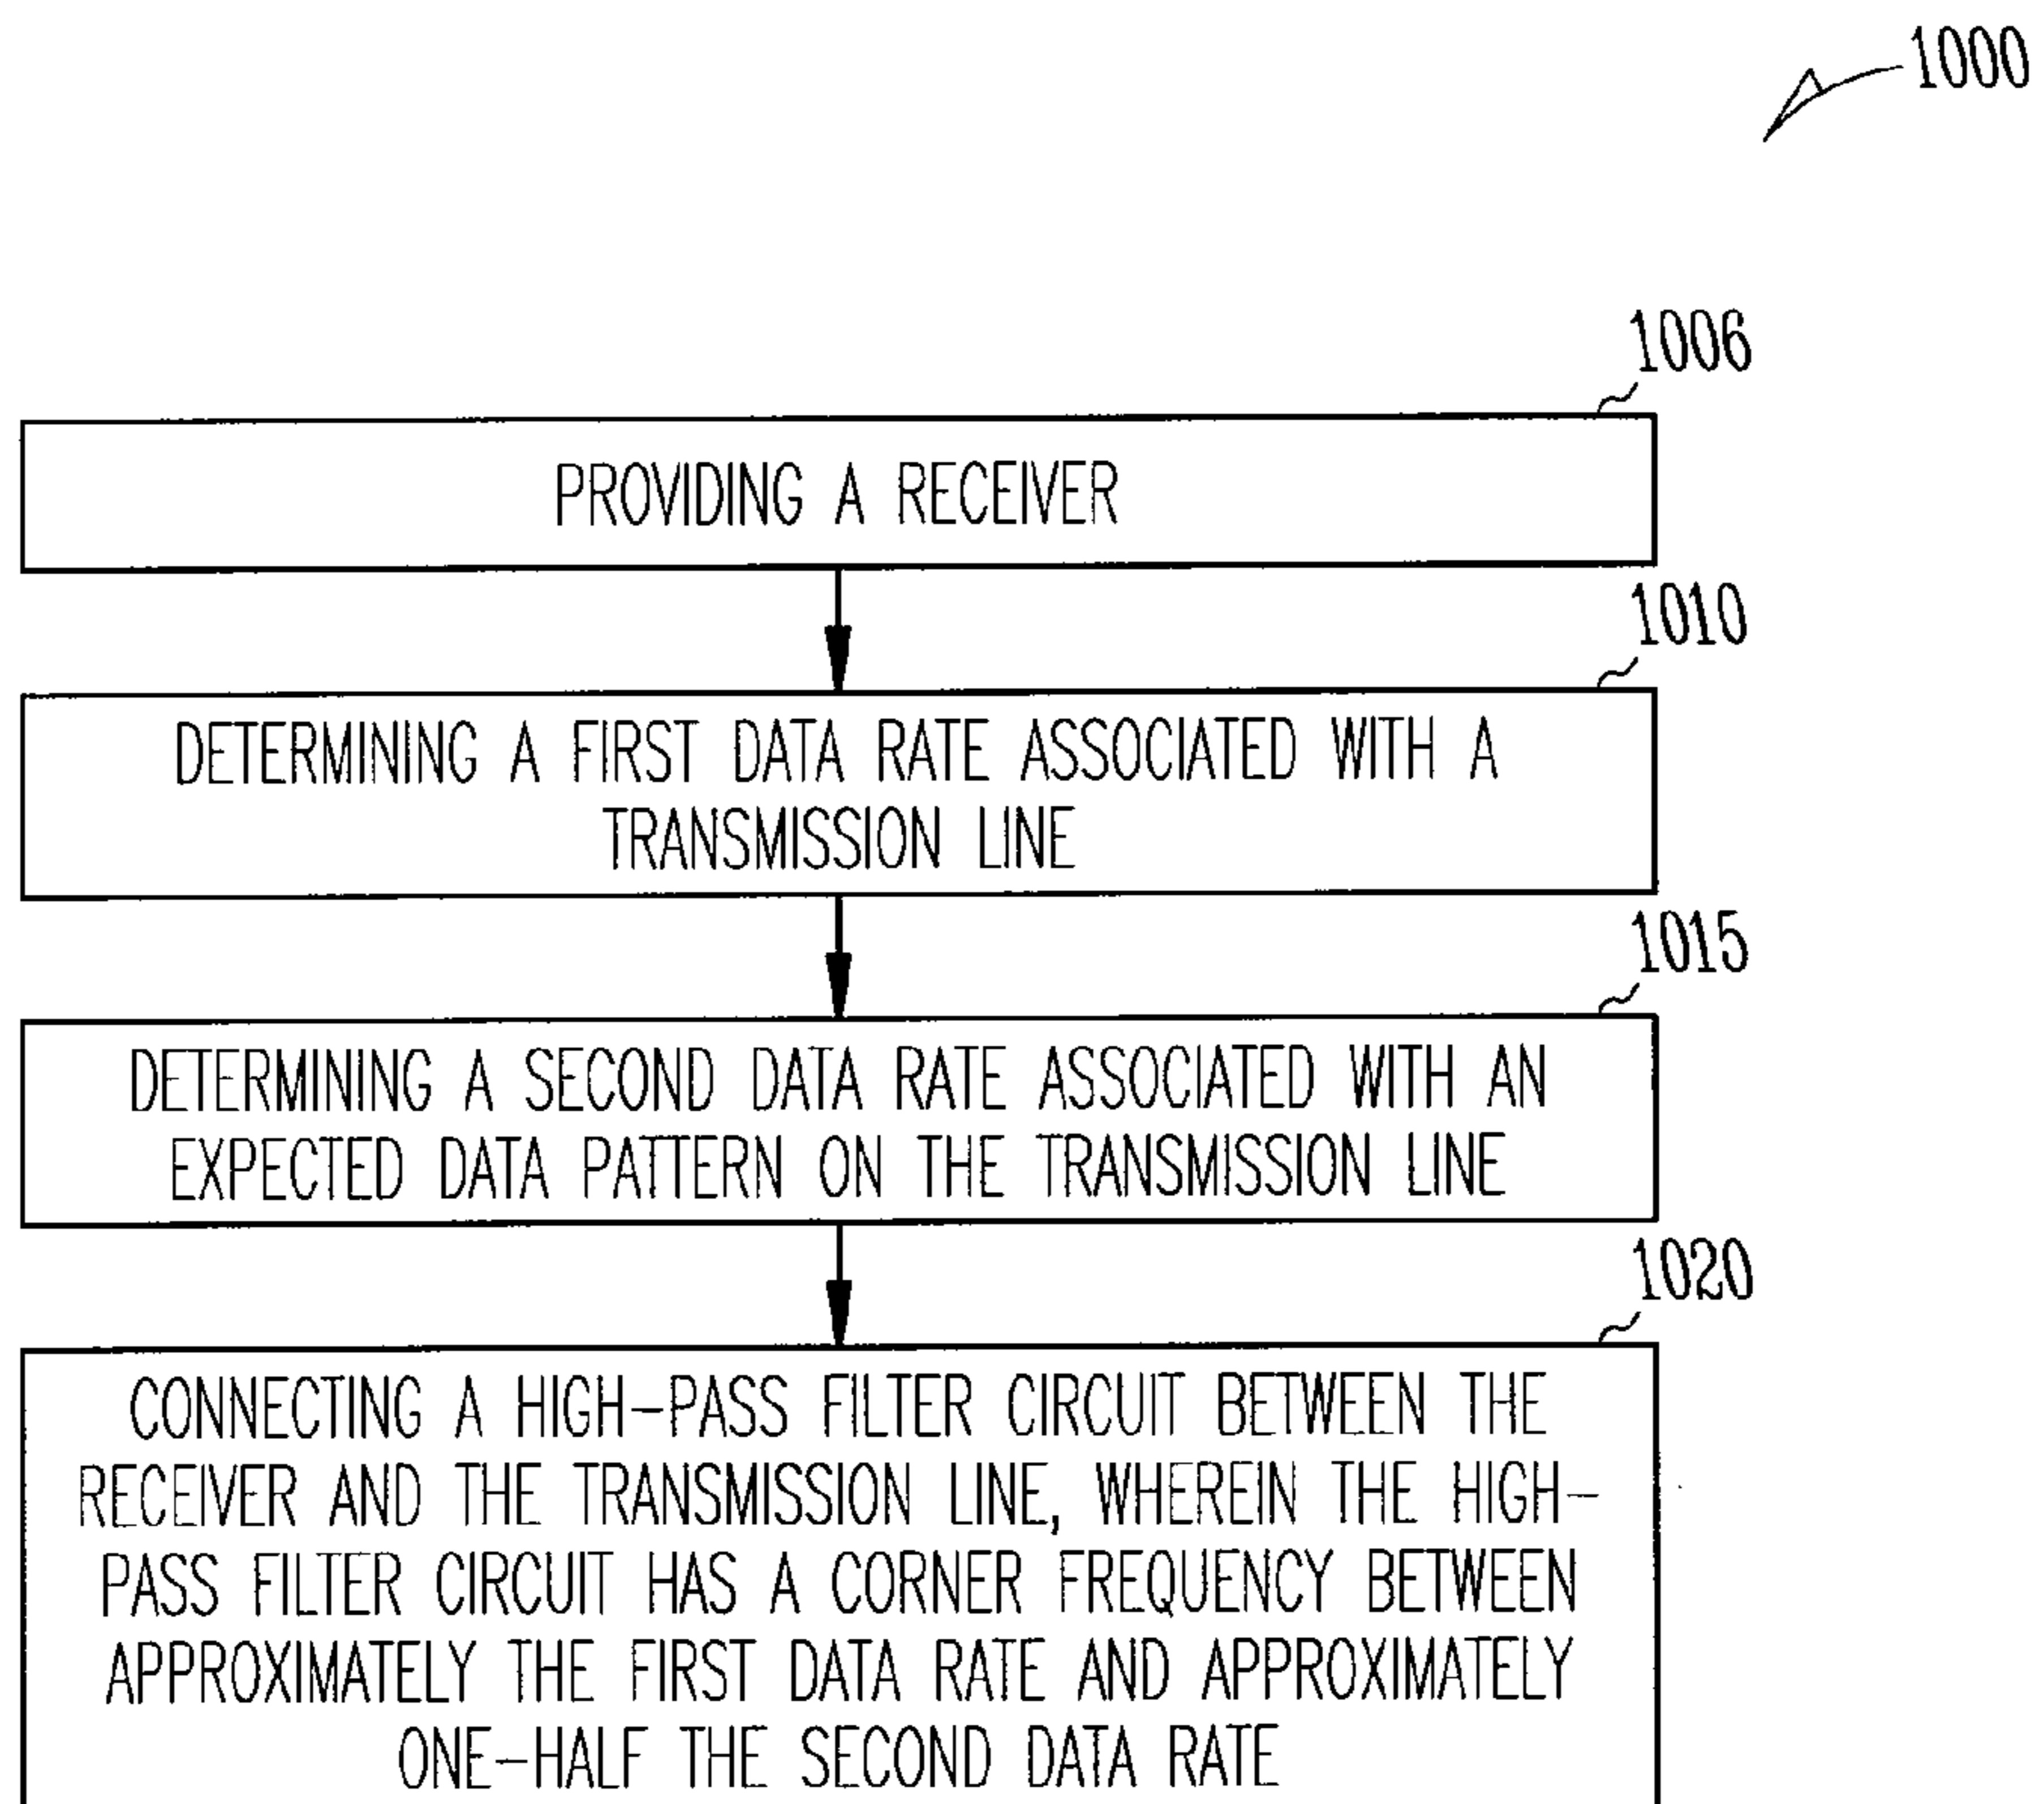 1000
1006
PROVIDING A RECEIVER
1010
DETERMINING A FIRST DATA RATE ASSOCIATED WITH A
TRANSMISSION LINE
1015
DETERMINING A SECOND DATA RATE ASSOCIATED WITH AN
EXPECTED DATA PATTERN ON THE TRANSMISSION LINE
1020
CONNECTING A HIGH-PASS FILTER CIRCUIT BETWEEN THE
RECEIVER AND THE TRANSMISSION LINE, WHEREIN THE HIGH-
PASS FILTER CIRCUIT HAS A CORNER FREQUENCY BETWEEN
APPROXIMATELY THE FIRST DATA RATE AND APPROXIMATELY
ONE-HALF THE SECOND DATA RATE